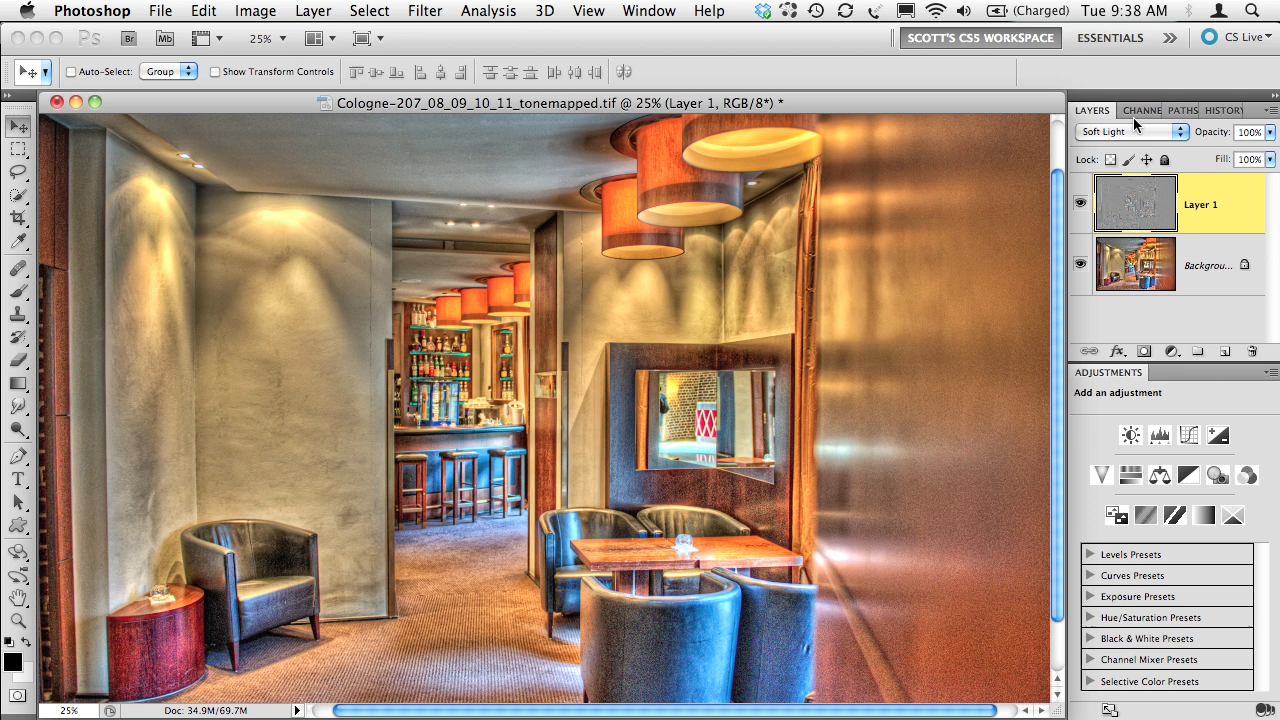 Photoshop File Edit Image Layer Select Filter Analysis 3D View Window Help (Charged) Tue 9:38 AM
Ps Br Mb 25% SCOTT'S CS5 WORKSPACE ESSENTIALS CS Live
Auto-Select: Group Show Transform Controls
Cologne-207_08_09_10_11_tonemapped.tif @ 25% (Layer 1, RGB/8*) *
LAYERS CHANNE PATHS HISTORY
Soft Light Opacity: 100%
Lock: Fill: 100%
Layer 1
Backgrou...
fx
ADJUSTMENTS
Add an adjustment
Levels Presets
Curves Presets
Exposure Presets
Hue/Saturation Presets
Black & White Presets
Channel Mixer Presets
Selective Color Presets
T
25% Doc: 34.9M/69.7M